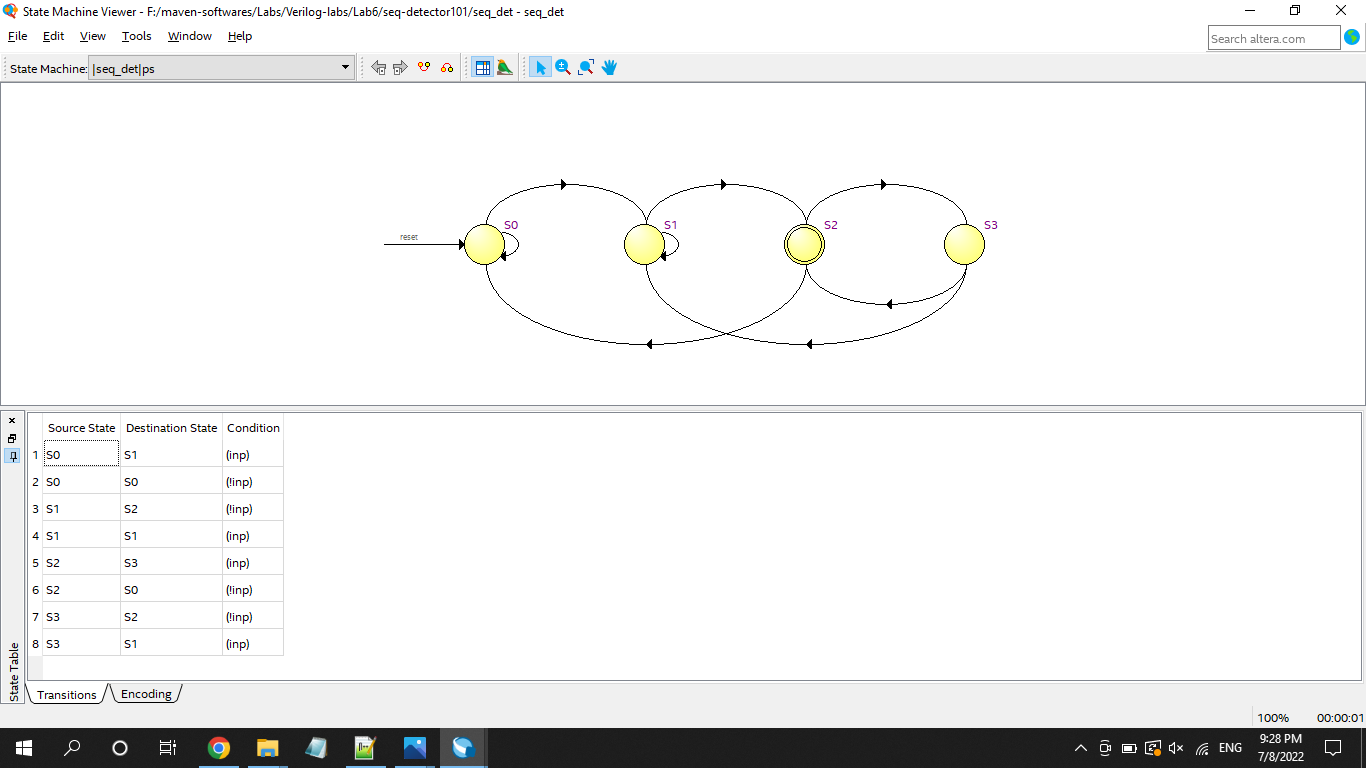 State Machine Viewer - F:/maven-softwares/Labs/Verilog-labs/Lab6/seq-detector101/seq_det - seq_det
File Edit View Tools Window Help
Search altera.com
State Machine: |seq_det|ps
reset
S0 S1 S2 S3
Source State Destination State Condition
1 S0 S1 (inp)
2 S0 S0 (!inp)
3 S1 S2 (!inp)
4 S1 S1 (inp)
5 S2 S3 (inp)
6 S2 S0 (!inp)
7 S3 S2 (!inp)
8 S3 S1 (inp)
State Table
Transitions Encoding
100% 00:00:01
ENG
9:28 PM
7/8/2022